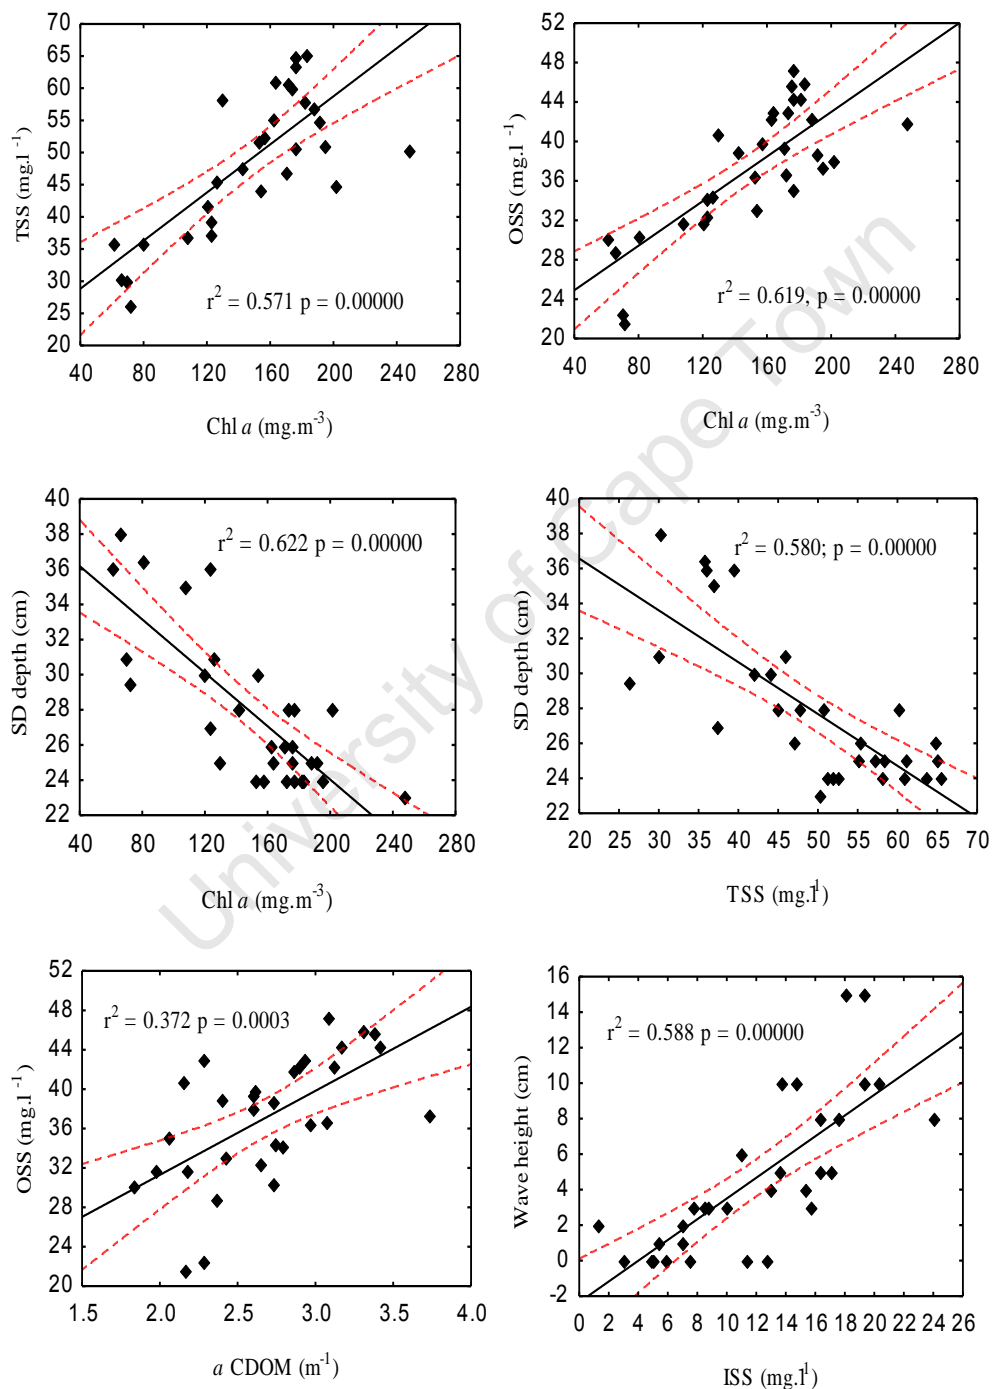 70
65
60
55
50
45
40
35
30
25
20
TSS (mg.l -1)
r2 = 0.571 p = 0.00000
40 80 120 160 200 240 280
Chl a (mg.m-3)
52
48
44
40
36
32
28
24
20
OSS (mg.l -1)
r2 = 0.619, p = 0.00000
40 80 120 160 200 240 280
Chl a (mg.m-3)
40
38
36
34
32
30
28
26
24
22
SD depth (cm)
r2 = 0.622 p = 0.00000
40 80 120 160 200 240 280
Chl a (mg.m-3)
40
38
36
34
32
30
28
26
24
22
SD depth (cm)
r2 = 0.580; p = 0.00000
20 25 30 35 40 45 50 55 60 65 70
TSS (mg.l1)
52
48
44
40
36
32
28
24
20
OSS (mg.l -1)
r2 = 0.372 p = 0.0003
1.5 2.0 2.5 3.0 3.5 4.0
a CDOM (m-1)
16
14
12
10
8
6
4
2
0
-2
Wave height (cm)
r2 = 0.588 p = 0.00000
0 2 4 6 8 10 12 14 16 18 20 22 24 26
ISS (mg.l1)
University of Cape Town